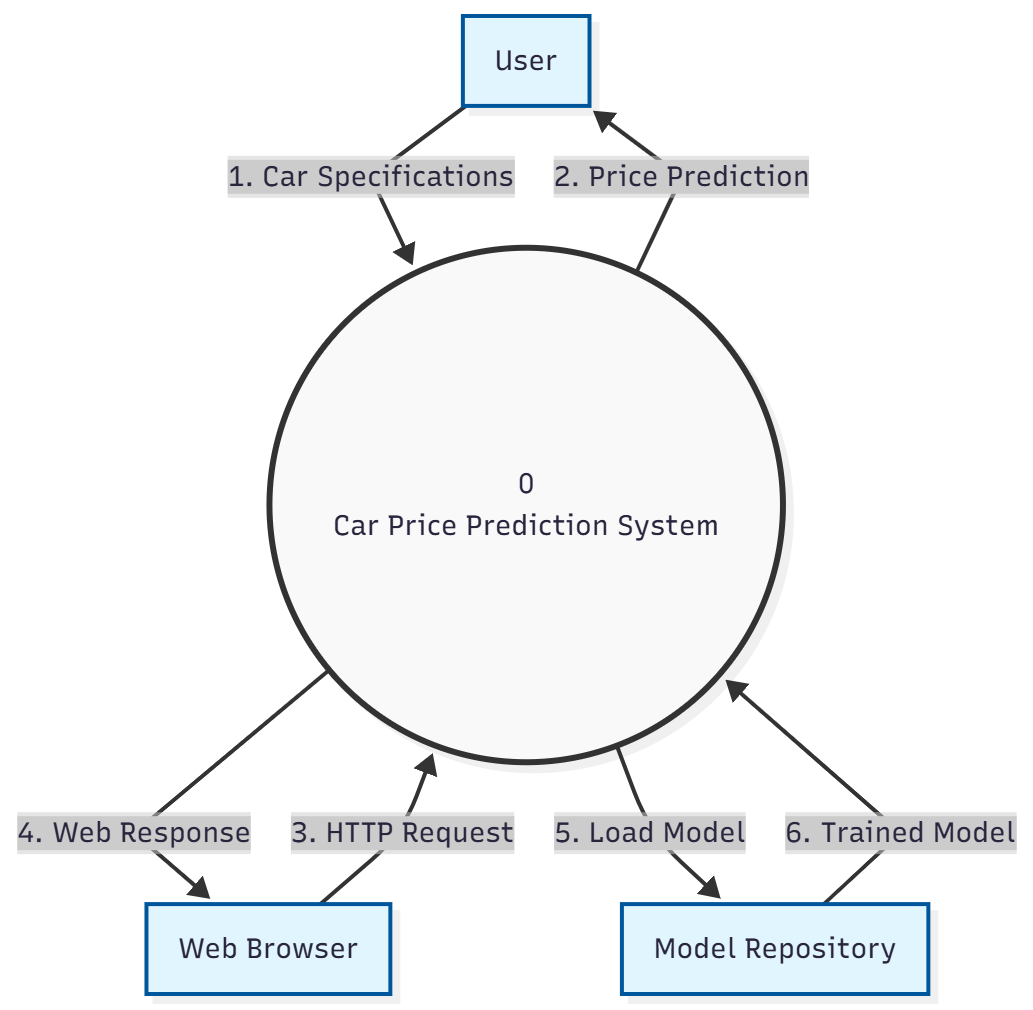 User
1. Car Specifications
2. Price Prediction
0
Car Price Prediction System
4. Web Response
3. HTTP Request
5. Load Model
6. Trained Model
Web Browser
Model Repository